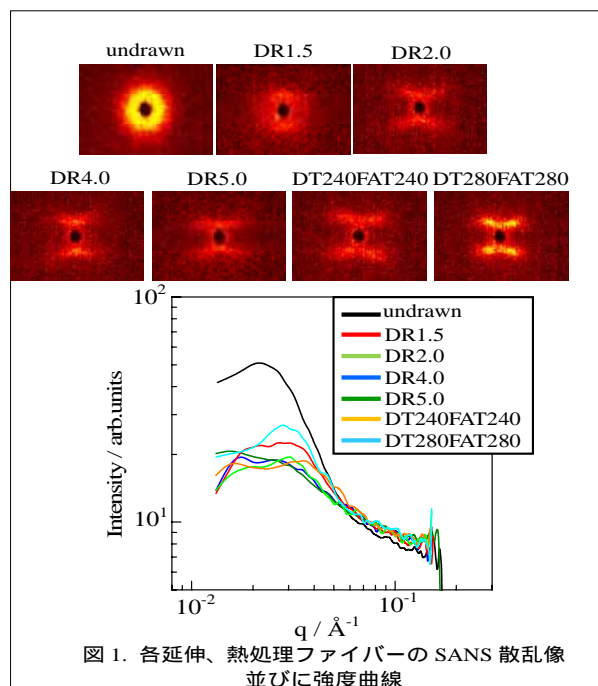 undrawn DR1.5 DR2.0
DR4.0 DR5.0 DT240FAT240 DT280FAT280
10²
undrawn
DR1.5
DR2.0
DR4.0
DR5.0
DT240FAT240
DT280FAT280
Intensity / arb.units
10¹
10⁻² 10⁻¹
q / Å⁻¹
図 1. 各延伸、熱処理ファイバーの SANS 散乱像
並びに強度曲線